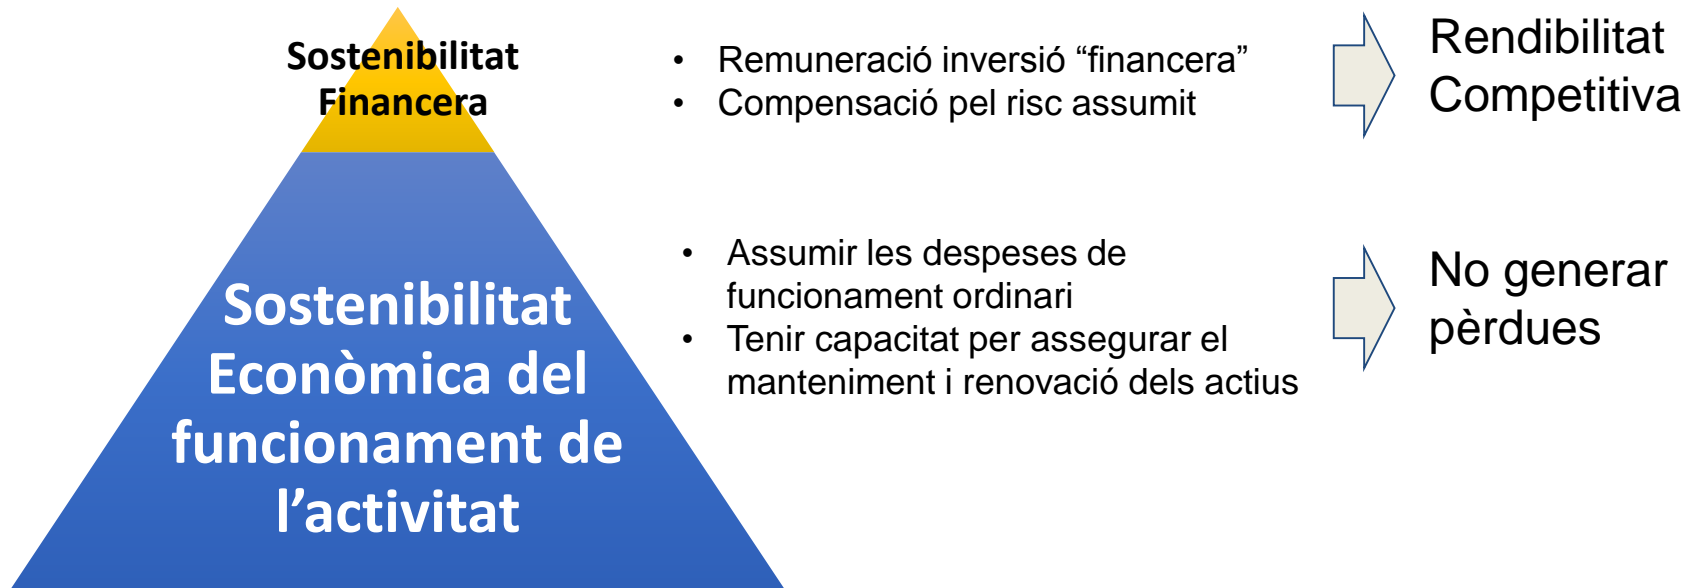 Sostenibilitat
Financera
• Remuneració inversió “financera”
• Compensació pel risc assumit
Rendibilitat
Competitiva
Sostenibilitat
Econòmica del
funcionament de
l’activitat
• Assumir les despeses de
funcionament ordinari
• Tenir capacitat per assegurar el
manteniment i renovació dels actius
No generar
pèrdues